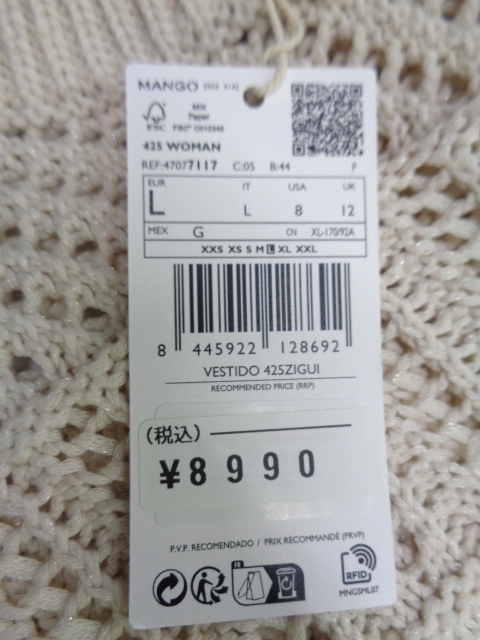 MANGO
MIX
Paper
FSC
425 WOMAN
REF:47077117 C:05 B:44 F
EUR IT USA UK
L L 8 12
MEX G CN XL-170/92A
XXS XS S M L XL XXL
8 445922 128692
VESTIDO 425ZIGUI
RECOMMENDED PRICE (RRP)
(税込)
¥8990
P.V.P. RECOMENDADO / PRIX RECOMMANDÉ (PRVP)
FR
RFID
MNGSML07